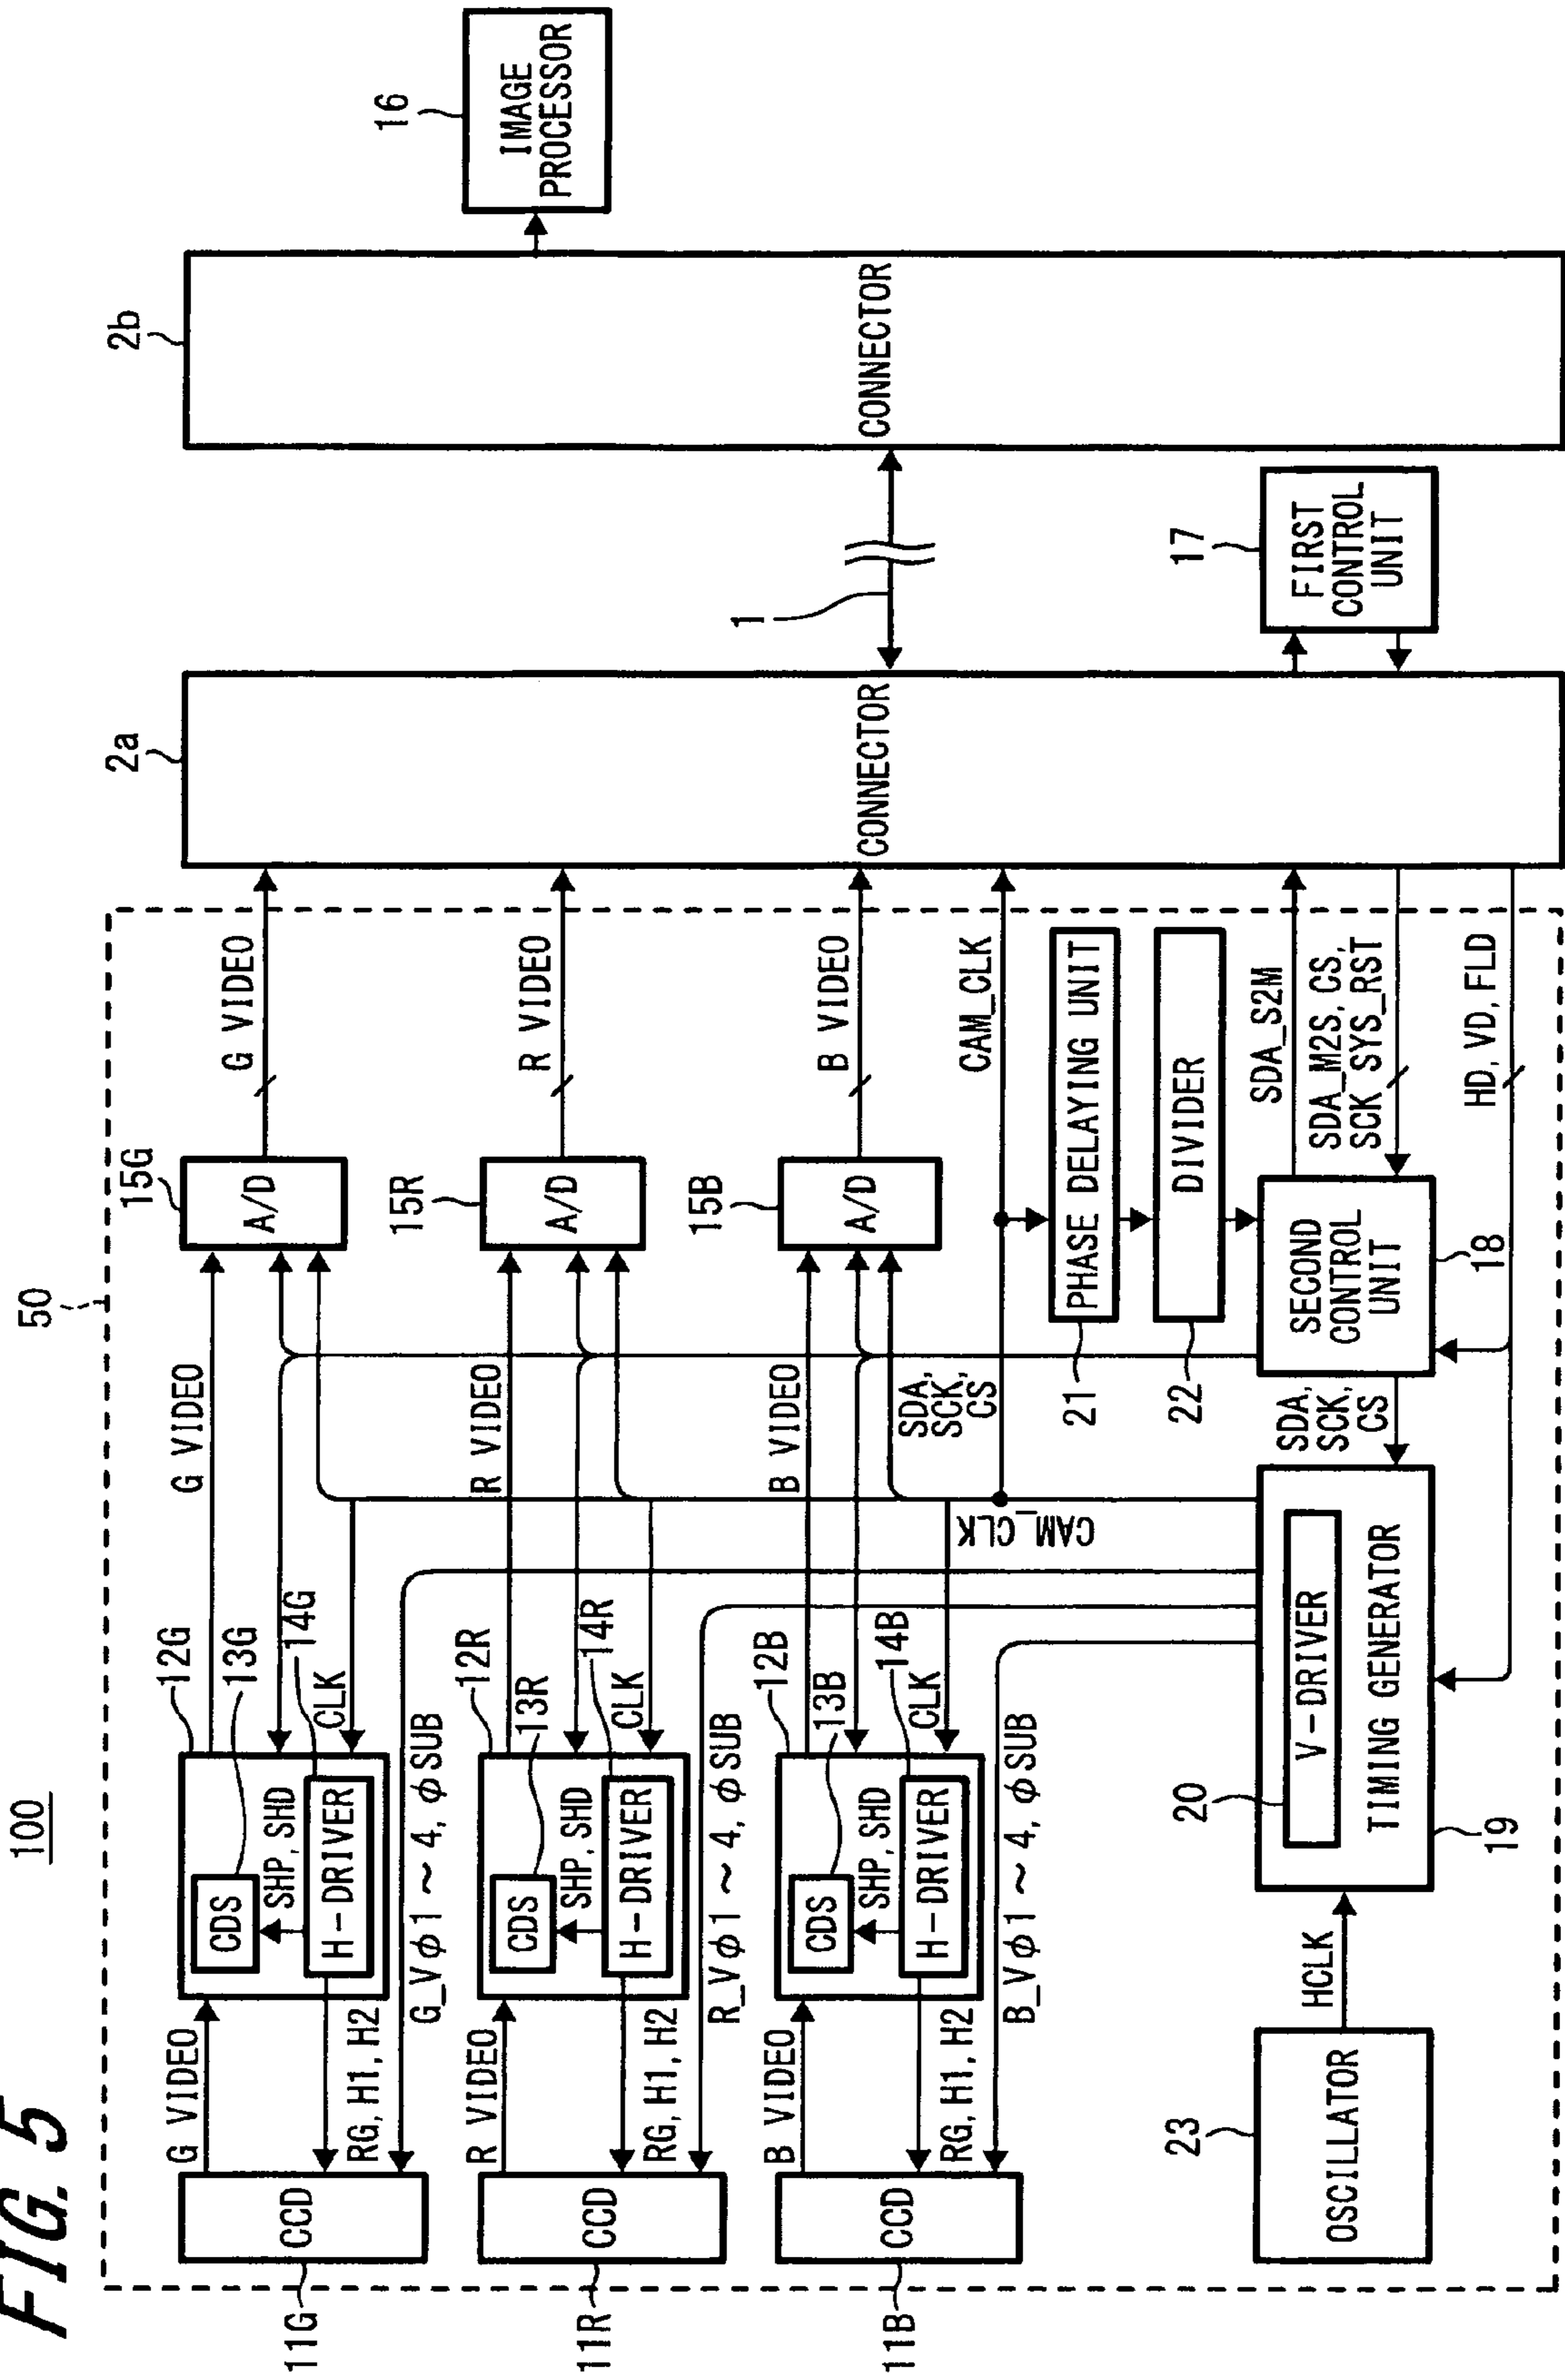 FIG. 5
100
50
2a
2b
16
IMAGE
PROCESSOR
11G
CCD
G VIDEO
RG, H1, H2
G_Vφ1~4, φSUB
12G
13G
14G
CDS
SHP, SHD
H-DRIVER
CLK
G VIDEO
15G
A/D
G VIDEO
11R
CCD
R VIDEO
RG, H1, H2
R_Vφ1~4, φSUB
12R
13R
14R
CDS
SHP, SHD
H-DRIVER
CLK
R VIDEO
15R
A/D
R VIDEO
11B
CCD
B VIDEO
RG, H1, H2
B_Vφ1~4, φSUB
12B
13B
14B
CDS
SHP, SHD
H-DRIVER
CLK
B VIDEO
15B
A/D
B VIDEO
SDA,
SCK,
CS
CAM_CLK
CAM_CLK
CONNECTOR
1
CONNECTOR
21
PHASE DELAYING UNIT
22
DIVIDER
23
OSCILLATOR
HCLK
20
V-DRIVER
TIMING GENERATOR
19
SDA,
SCK,
CS
SECOND
CONTROL
UNIT
18
SDA_S2M
SDA_M2S, CS,
SCK SYS_RST
HD, VD, FLD
17
FIRST
CONTROL
UNIT